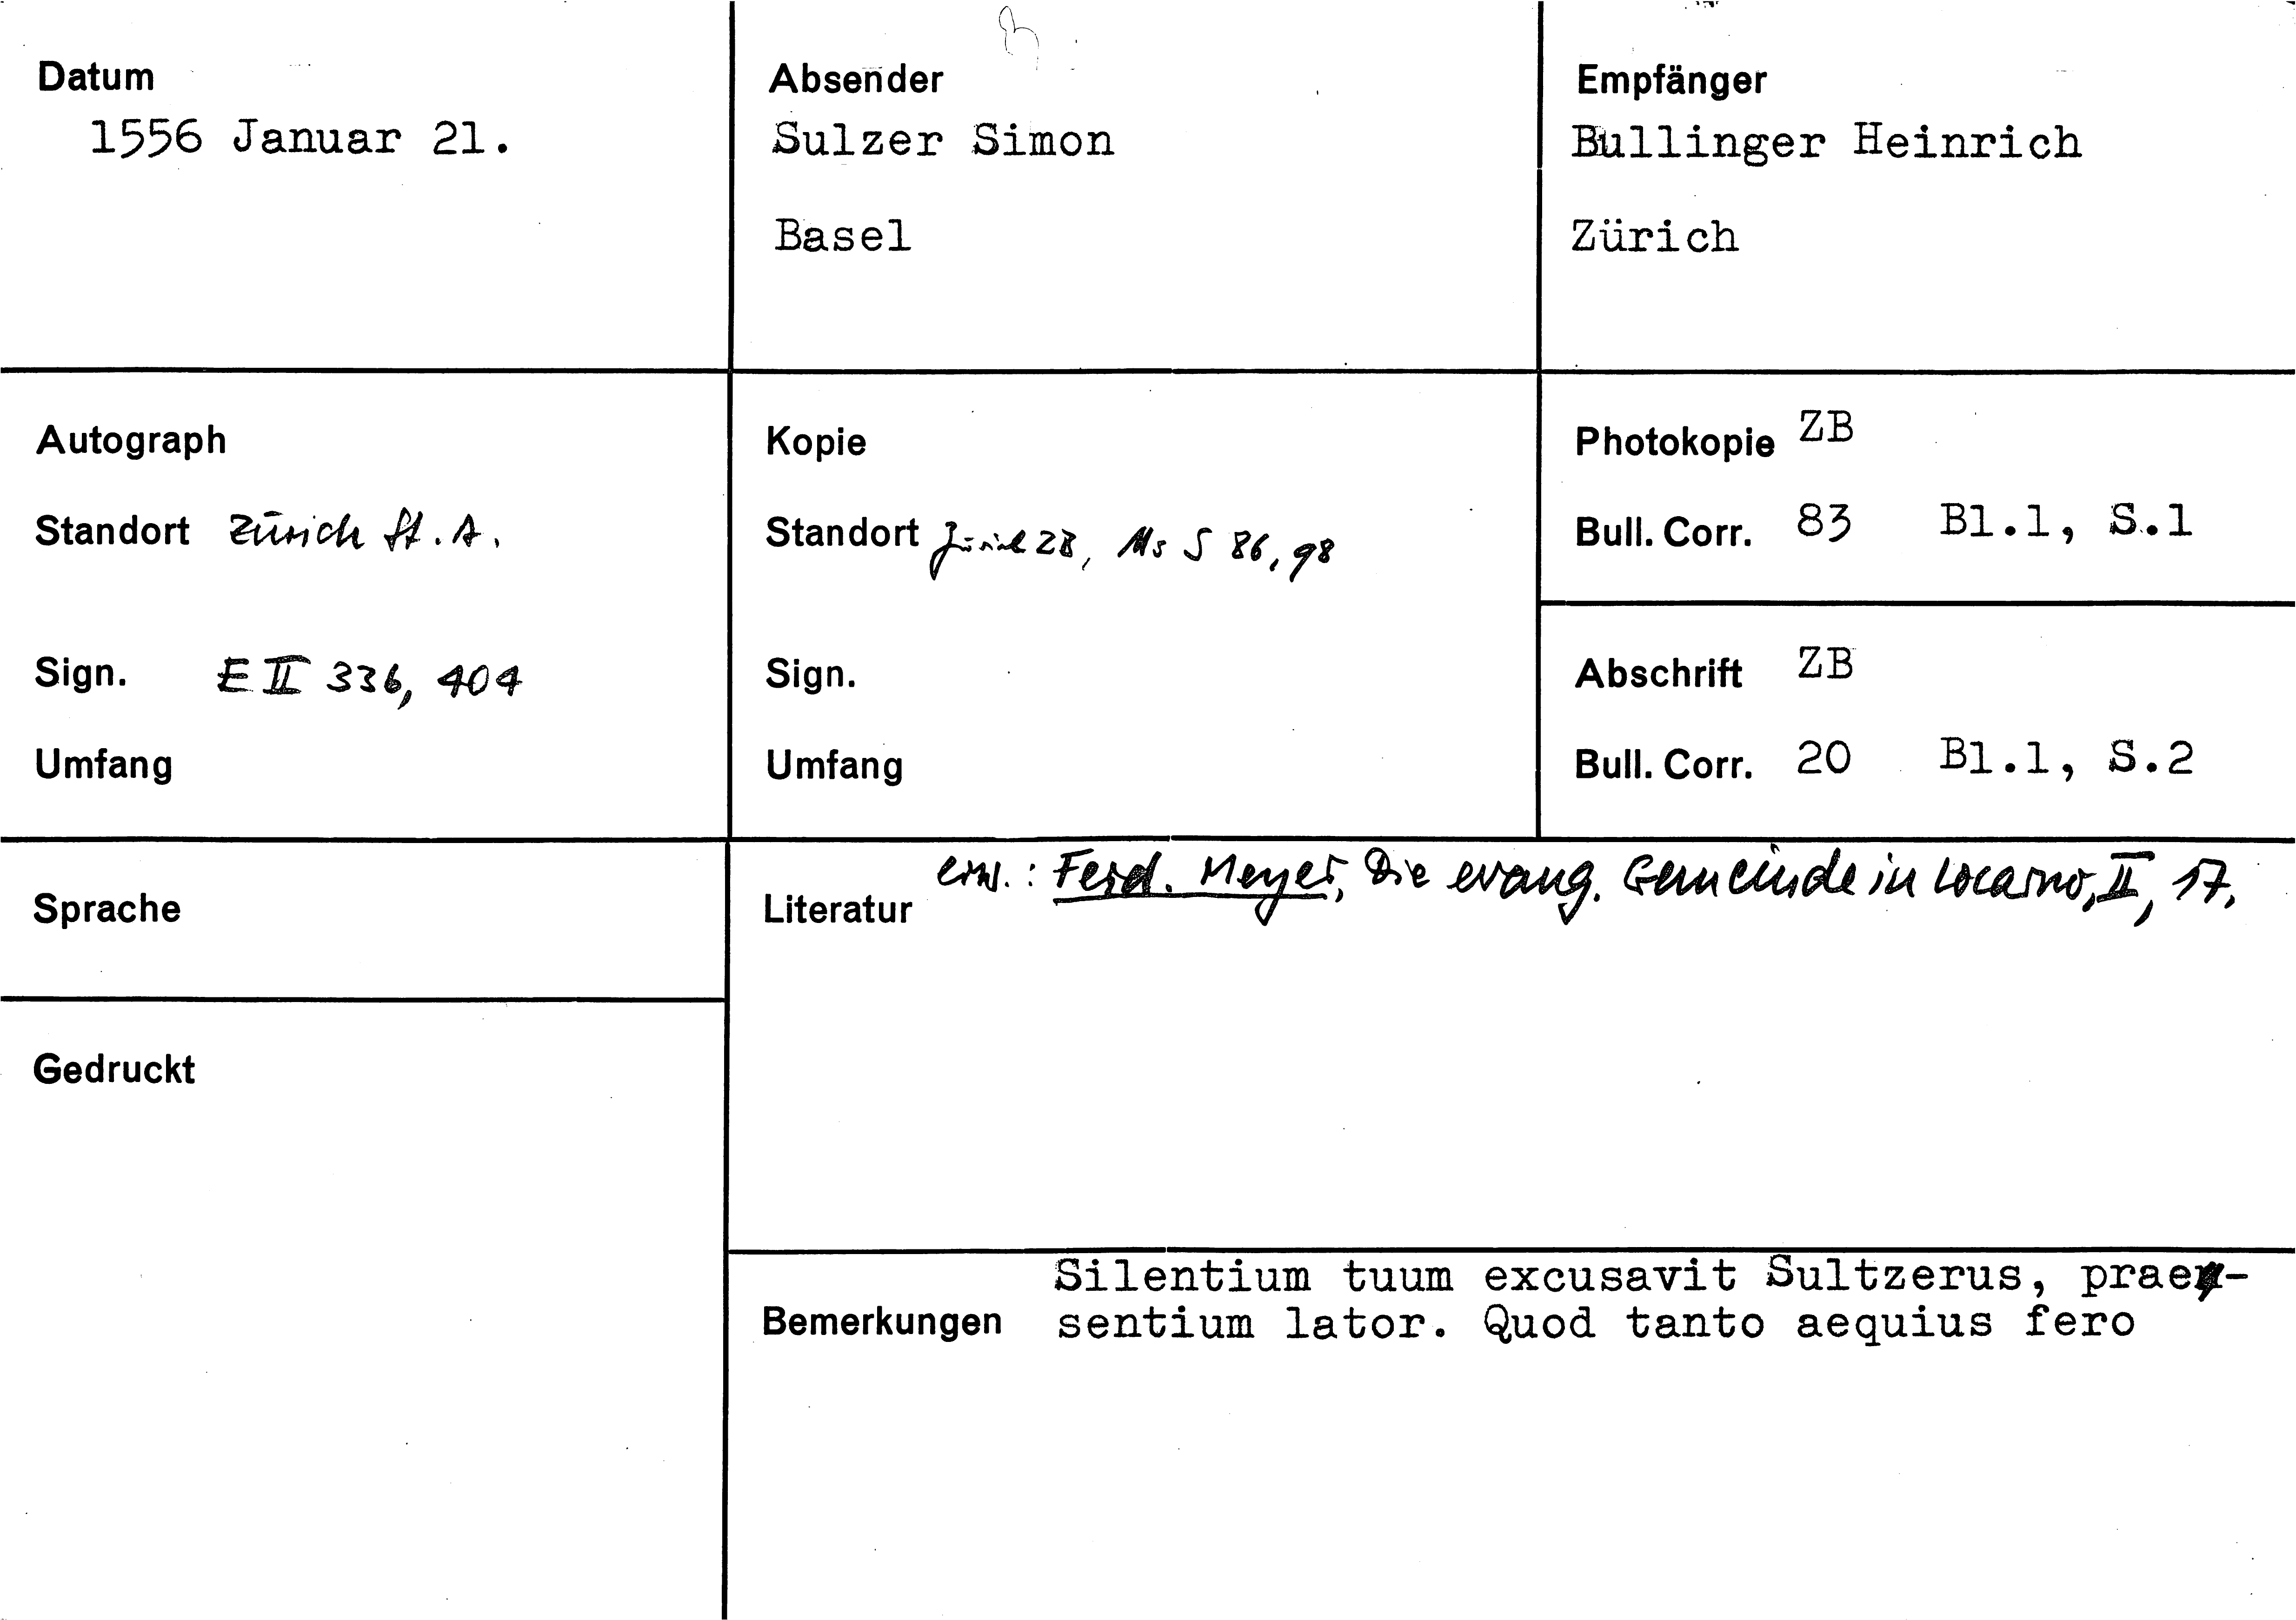 Datum
1556 Januar 21.
Absender
Sulzer Simon
Basel
Empfänger
Bullinger Heinrich
Zürich
Autograph
Standort Zürich St. A.
Sign. E II 336, 404
Umfang
Kopie
Standort Zürich ZB, Ms S 86, 98
Sign.
Umfang
Photokopie ZB
Bull. Corr. 83 Bl.1, S.1
Abschrift ZB
Bull. Corr. 20 Bl.1, S.2
Sprache
Gedruckt
Literatur erw.: Ferd. Meyer, Die evang. Gemeinde in Locarno, II, 17.
Bemerkungen
Silentium tuum excusavit Sultzerus, prae-
sentium lator. Quod tanto aequius fero